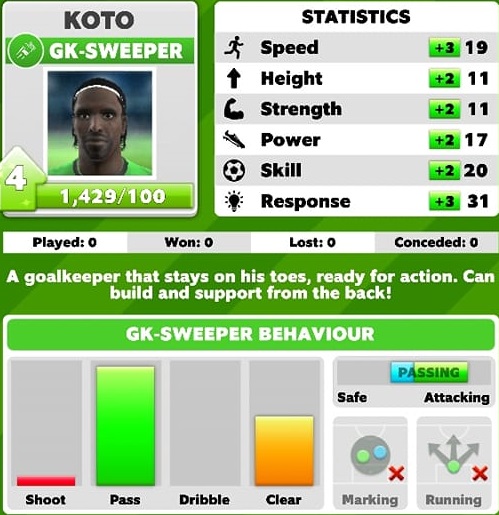 KOTO
GK-SWEEPER
4
1,429/100
STATISTICS
Speed +3 19
Height +2 11
Strength +2 11
Power +2 17
Skill +2 20
Response +3 31
Played: 0 Won: 0 Lost: 0 Conceded: 0
A goalkeeper that stays on his toes, ready for action. Can
build and support from the back!
GK-SWEEPER BEHAVIOUR
Shoot Pass Dribble Clear
PASSING
Safe Attacking
Marking Running